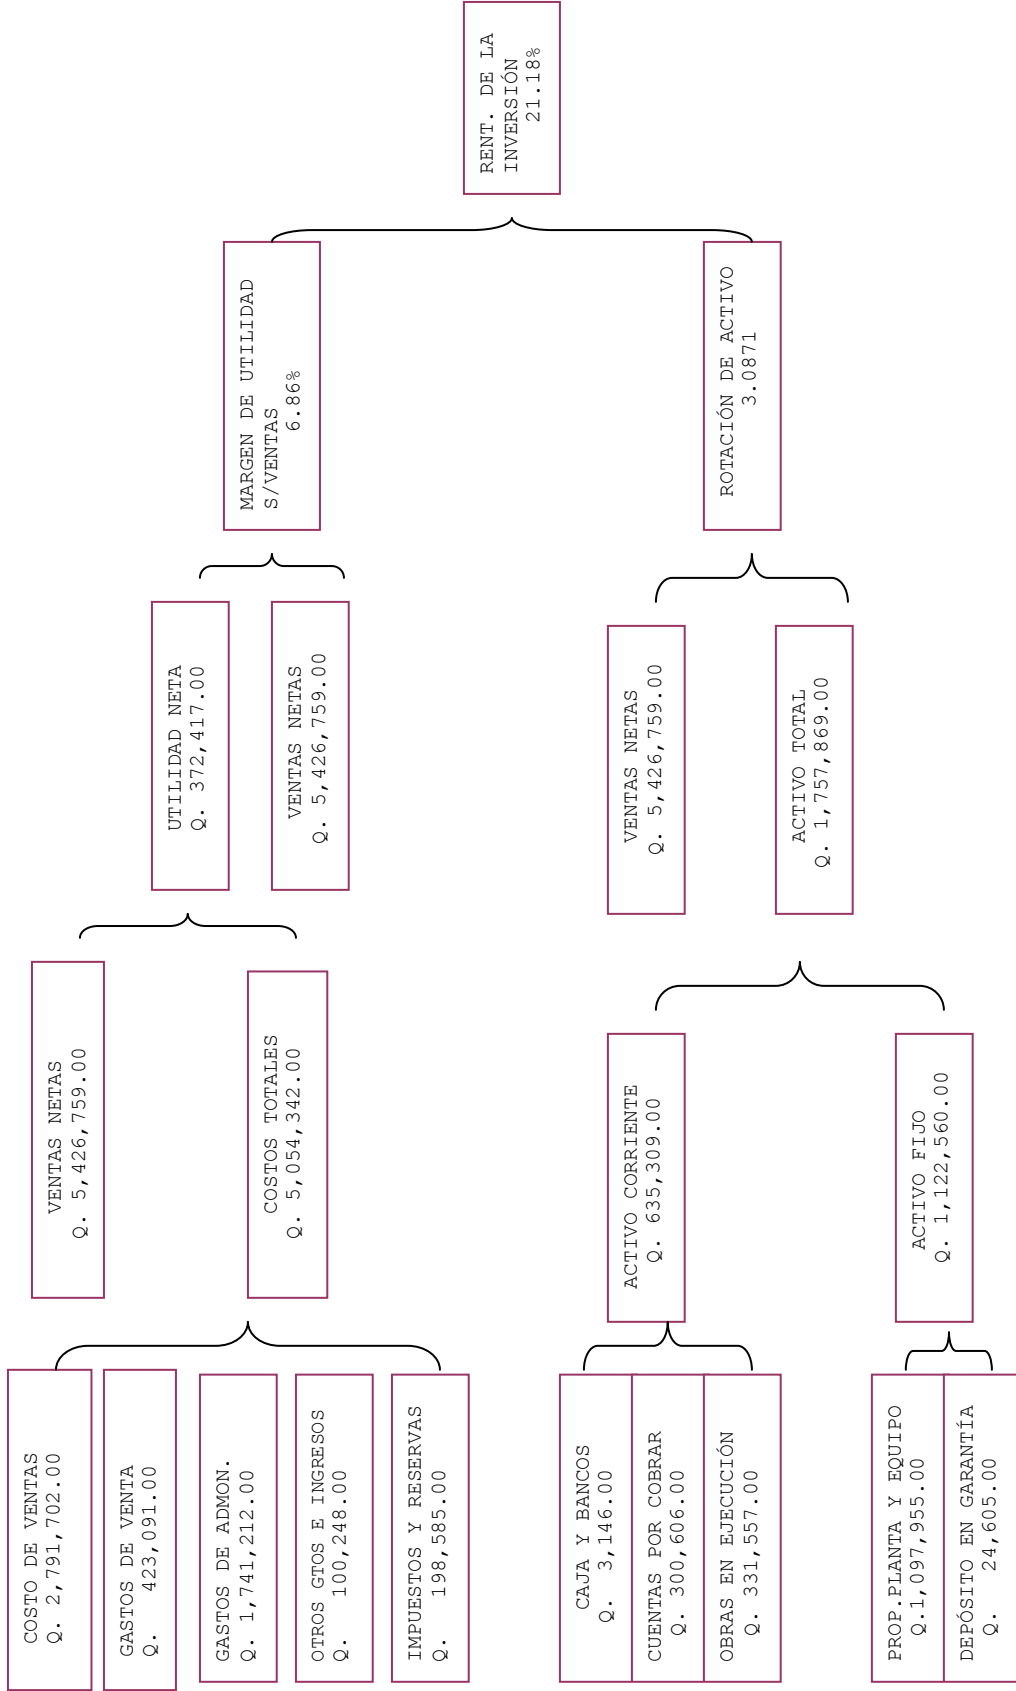 COSTO DE VENTAS
Q. 2,791,702.00
GASTOS DE VENTA
Q. 423,091.00
GASTOS DE ADMON.
Q. 1,741,212.00
OTROS GTOS E INGRESOS
Q. 100,248.00
IMPUESTOS Y RESERVAS
Q. 198,585.00
CAJA Y BANCOS
Q. 3,146.00
CUENTAS POR COBRAR
Q. 300,606.00
OBRAS EN EJECUCIÓN
Q. 331,557.00
PROP.PLANTA Y EQUIPO
Q.1,097,955.00
DEPÓSITO EN GARANTÍA
Q. 24,605.00
VENTAS NETAS
Q. 5,426,759.00
COSTOS TOTALES
Q. 5,054,342.00
ACTIVO CORRIENTE
Q. 635,309.00
ACTIVO FIJO
Q. 1,122,560.00
UTILIDAD NETA
Q. 372,417.00
VENTAS NETAS
Q. 5,426,759.00
VENTAS NETAS
Q. 5,426,759.00
ACTIVO TOTAL
Q. 1,757,869.00
MARGEN DE UTILIDAD
S/VENTAS
6.86%
ROTACIÓN DE ACTIVO
3.0871
RENT. DE LA
INVERSIÓN
21.18%